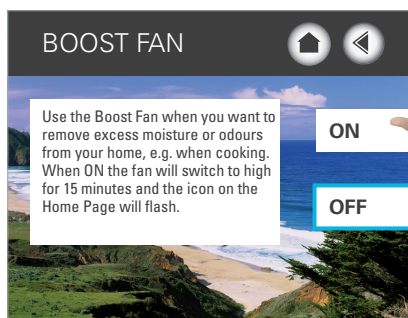 BOOST FAN
Use the Boost Fan when you want to
remove excess moisture or odours
from your home, e.g. when cooking.
When ON the fan will switch to high
for 15 minutes and the icon on the
Home Page will flash.
ON
OFF